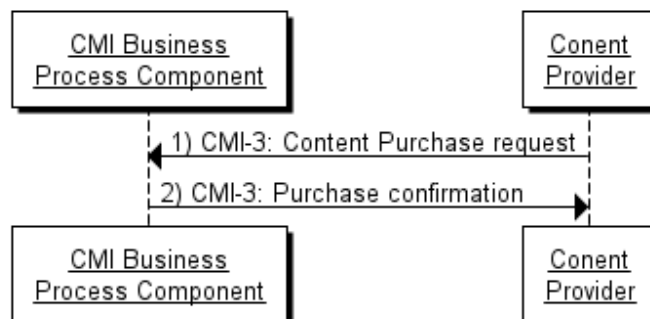 CMI Business
Process Component
Conent
Provider
1) CMI-3: Content Purchase request
2) CMI-3: Purchase confirmation
CMI Business
Process Component
Conent
Provider